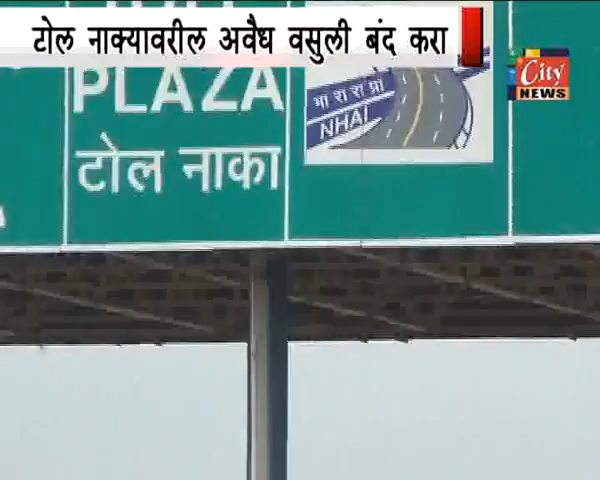 टोल नाक्यावरील अवैध वसुली बंद करा
City
NEWS
PLAZA
टोल नाका
भा रा रा प्रा
NHAI